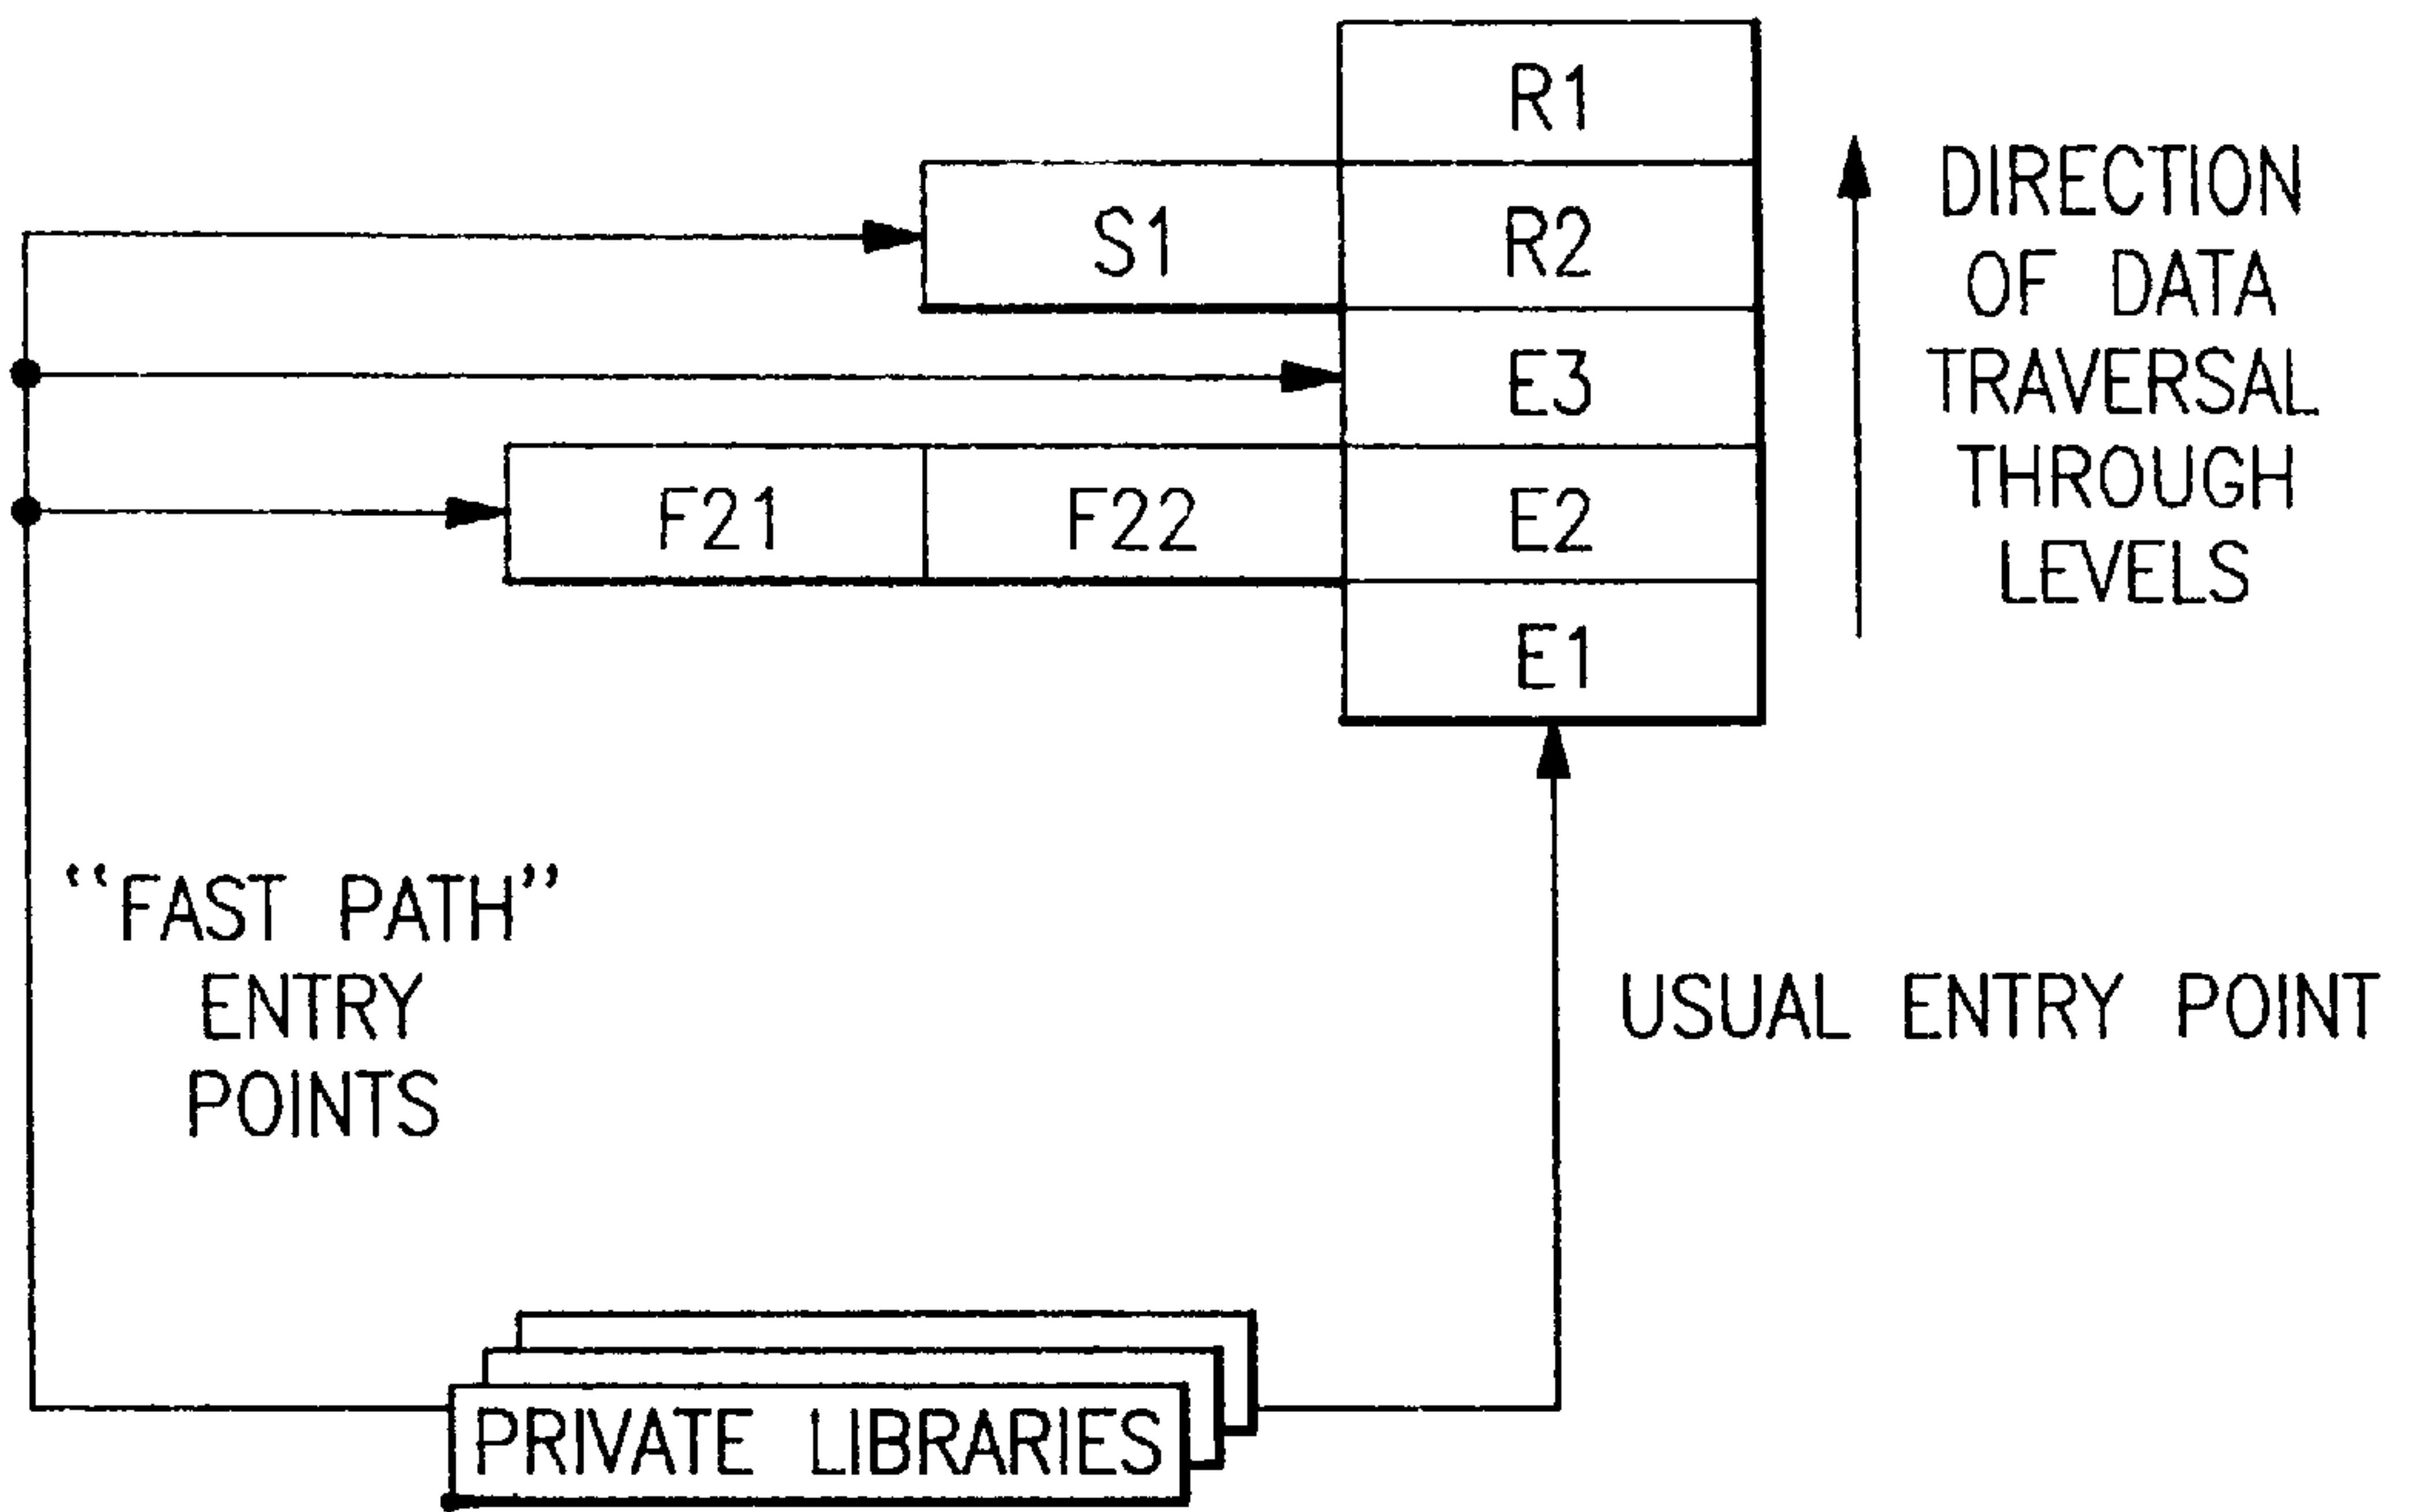 R1
S1 R2
E3
F21 F22 E2
E1
DIRECTION
OF DATA
TRAVERSAL
THROUGH
LEVELS
“FAST PATH”
ENTRY
POINTS
USUAL ENTRY POINT
PRIVATE LIBRARIES